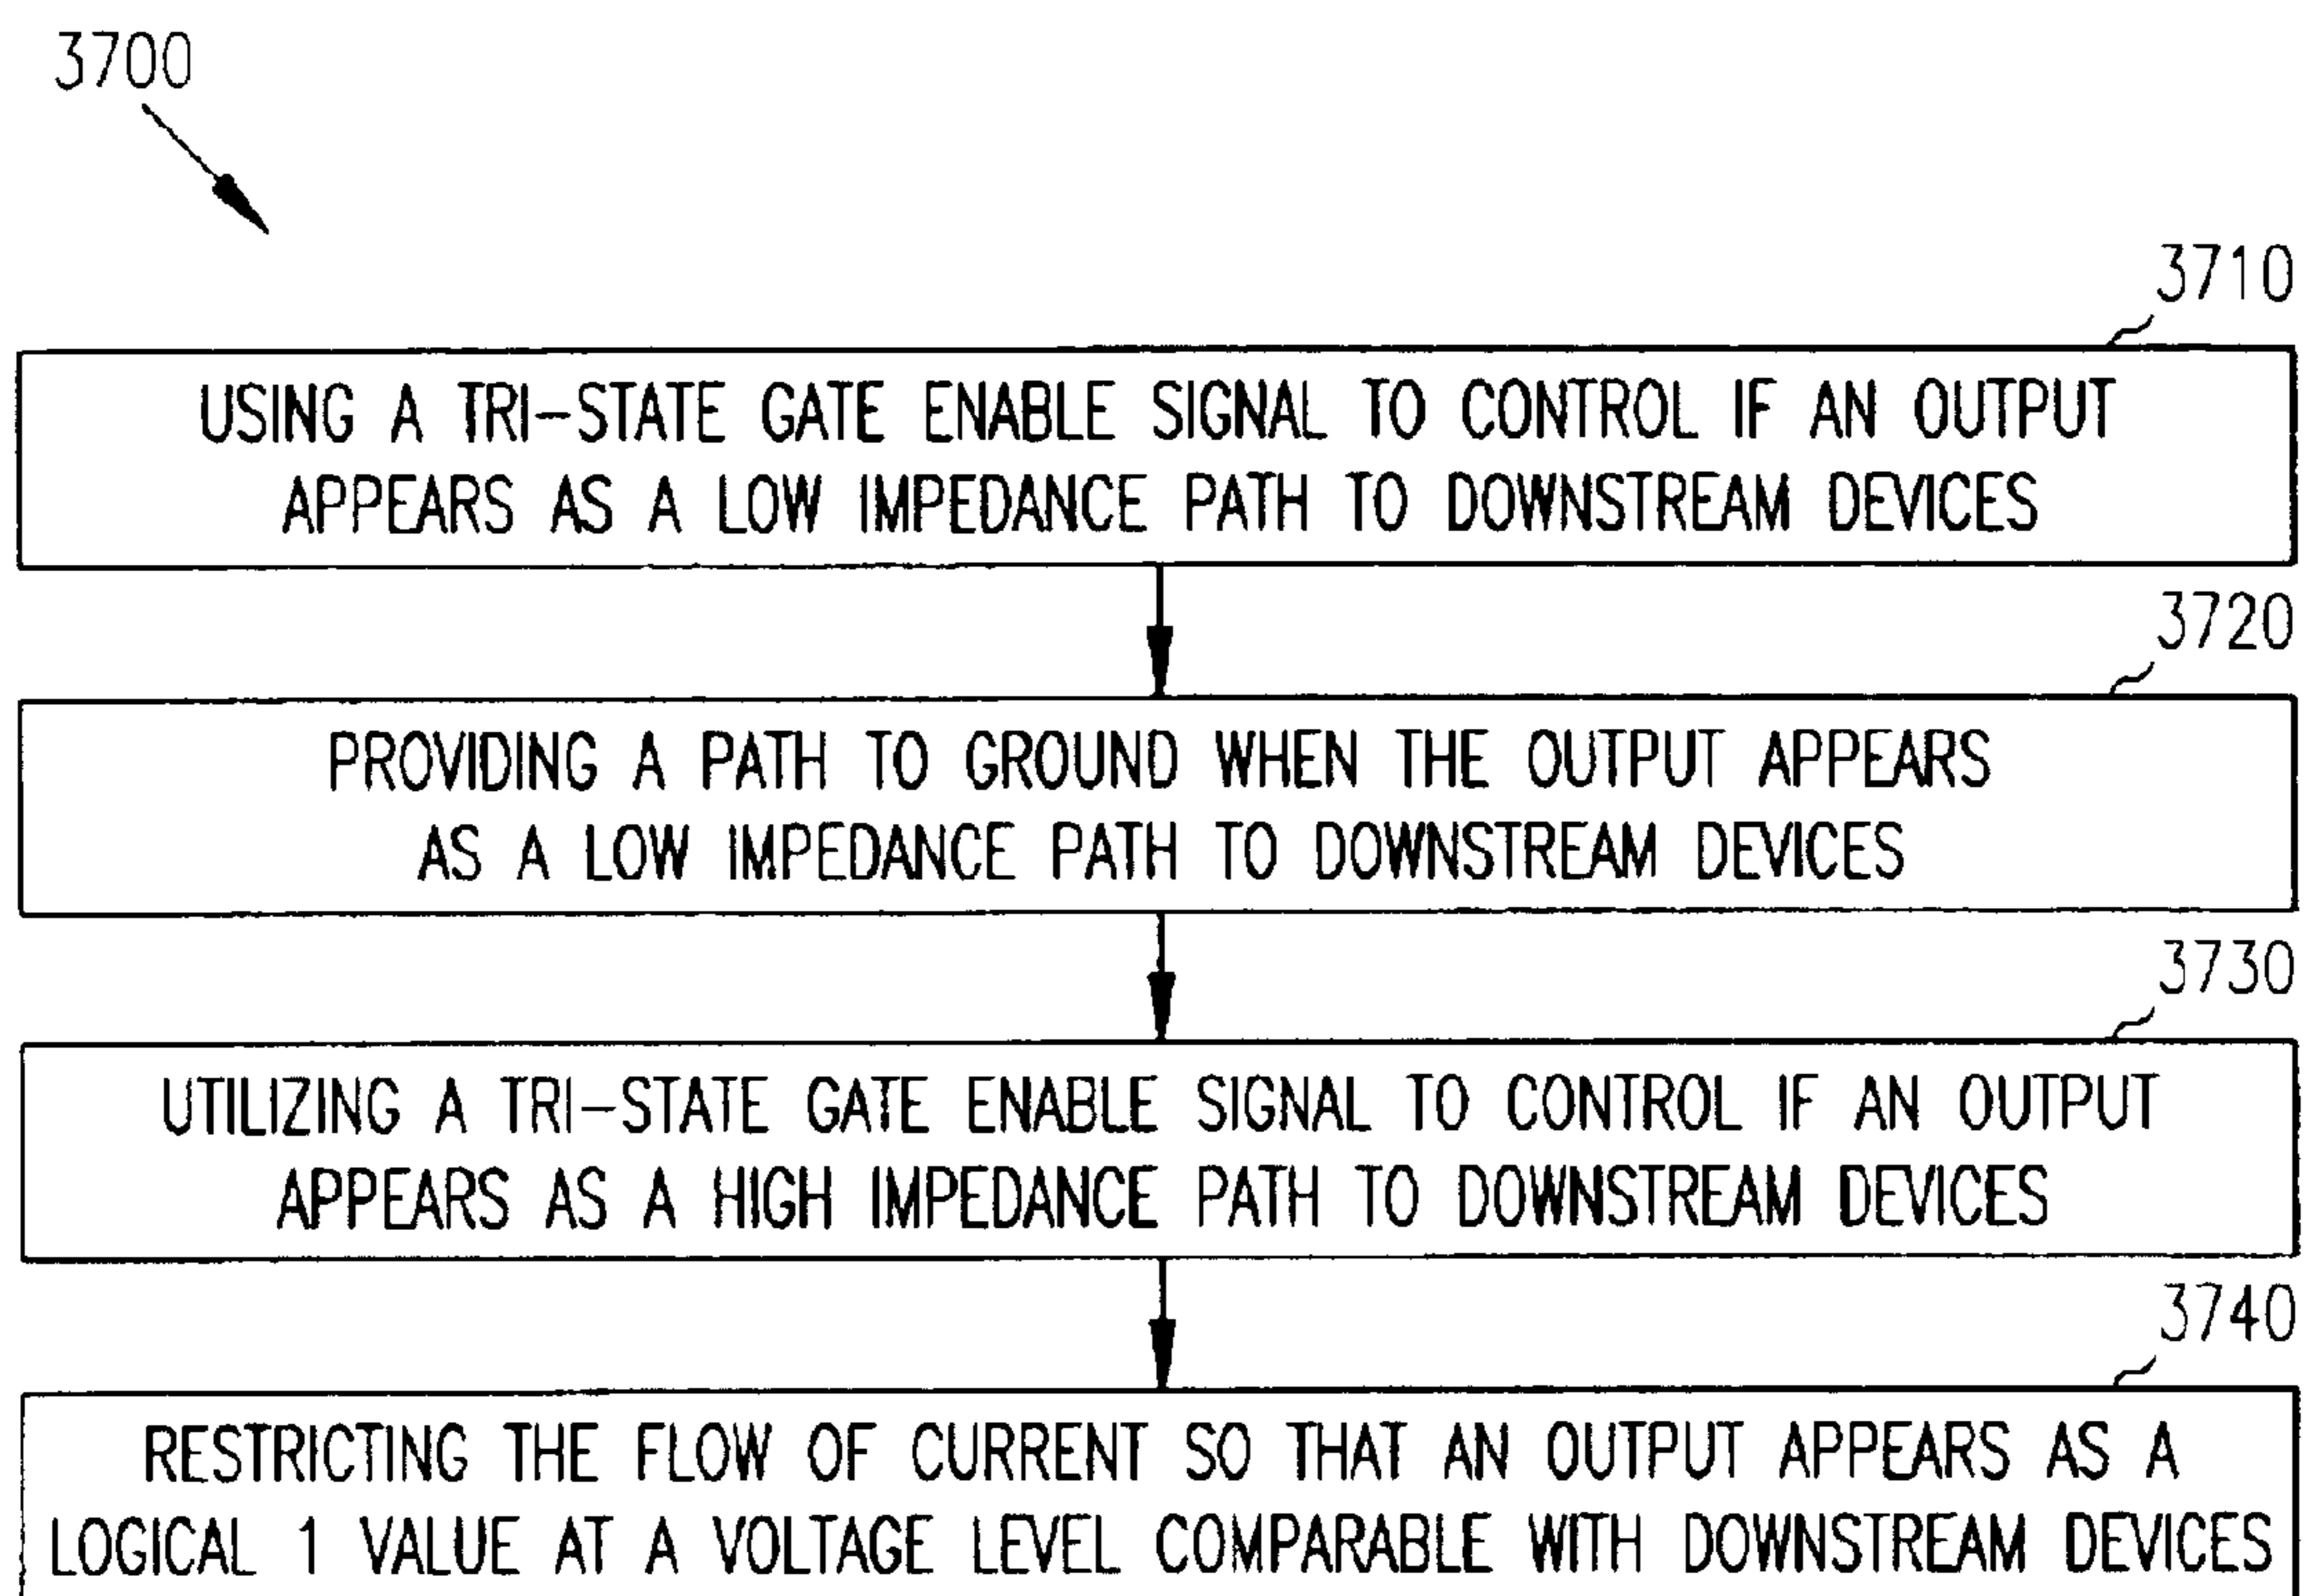 3700
3710
USING A TRI-STATE GATE ENABLE SIGNAL TO CONTROL IF AN OUTPUT
APPEARS AS A LOW IMPEDANCE PATH TO DOWNSTREAM DEVICES
3720
PROVIDING A PATH TO GROUND WHEN THE OUTPUT APPEARS
AS A LOW IMPEDANCE PATH TO DOWNSTREAM DEVICES
3730
UTILIZING A TRI-STATE GATE ENABLE SIGNAL TO CONTROL IF AN OUTPUT
APPEARS AS A HIGH IMPEDANCE PATH TO DOWNSTREAM DEVICES
3740
RESTRICTING THE FLOW OF CURRENT SO THAT AN OUTPUT APPEARS AS A
LOGICAL 1 VALUE AT A VOLTAGE LEVEL COMPARABLE WITH DOWNSTREAM DEVICES